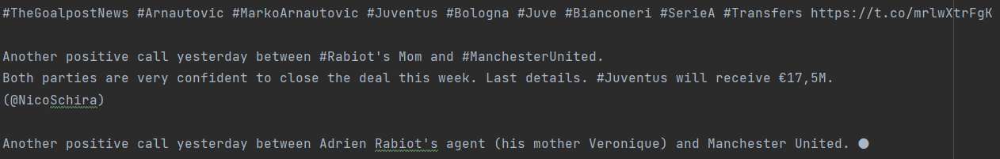 #TheGoalpostNews #Arnautovic #MarkoArnautovic #Juventus #Bologna #Juve #Bianconeri #SerieA #Transfers https://t.co/mrlwXtrFgK
Another positive call yesterday between #Rabiot's Mom and #ManchesterUnited.
Both parties are very confident to close the deal this week. Last details. #Juventus will receive €17,5M.
(@NicoSchira)
Another positive call yesterday between Adrien Rabiot's agent (his mother Veronique) and Manchester United. ⚫